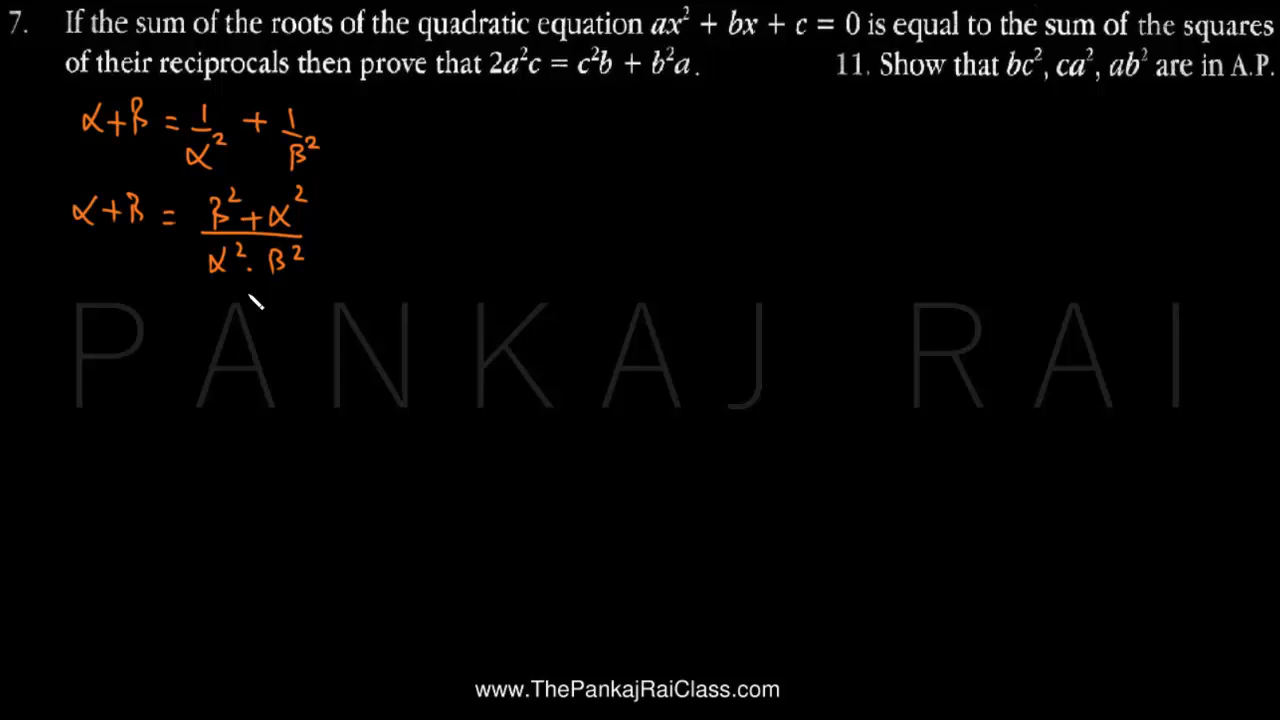 7. If the sum of the roots of the quadratic equation ax² + bx + c = 0 is equal to the sum of the squares
of their reciprocals then prove that 2a²c = c²b + b²a. 11. Show that bc², ca², ab² are in A.P.
α+β = 1/α² + 1/β²
α+β = (β²+α²)/(α²·β²)
PANKAJ RAI
www.ThePankajRaiClass.com